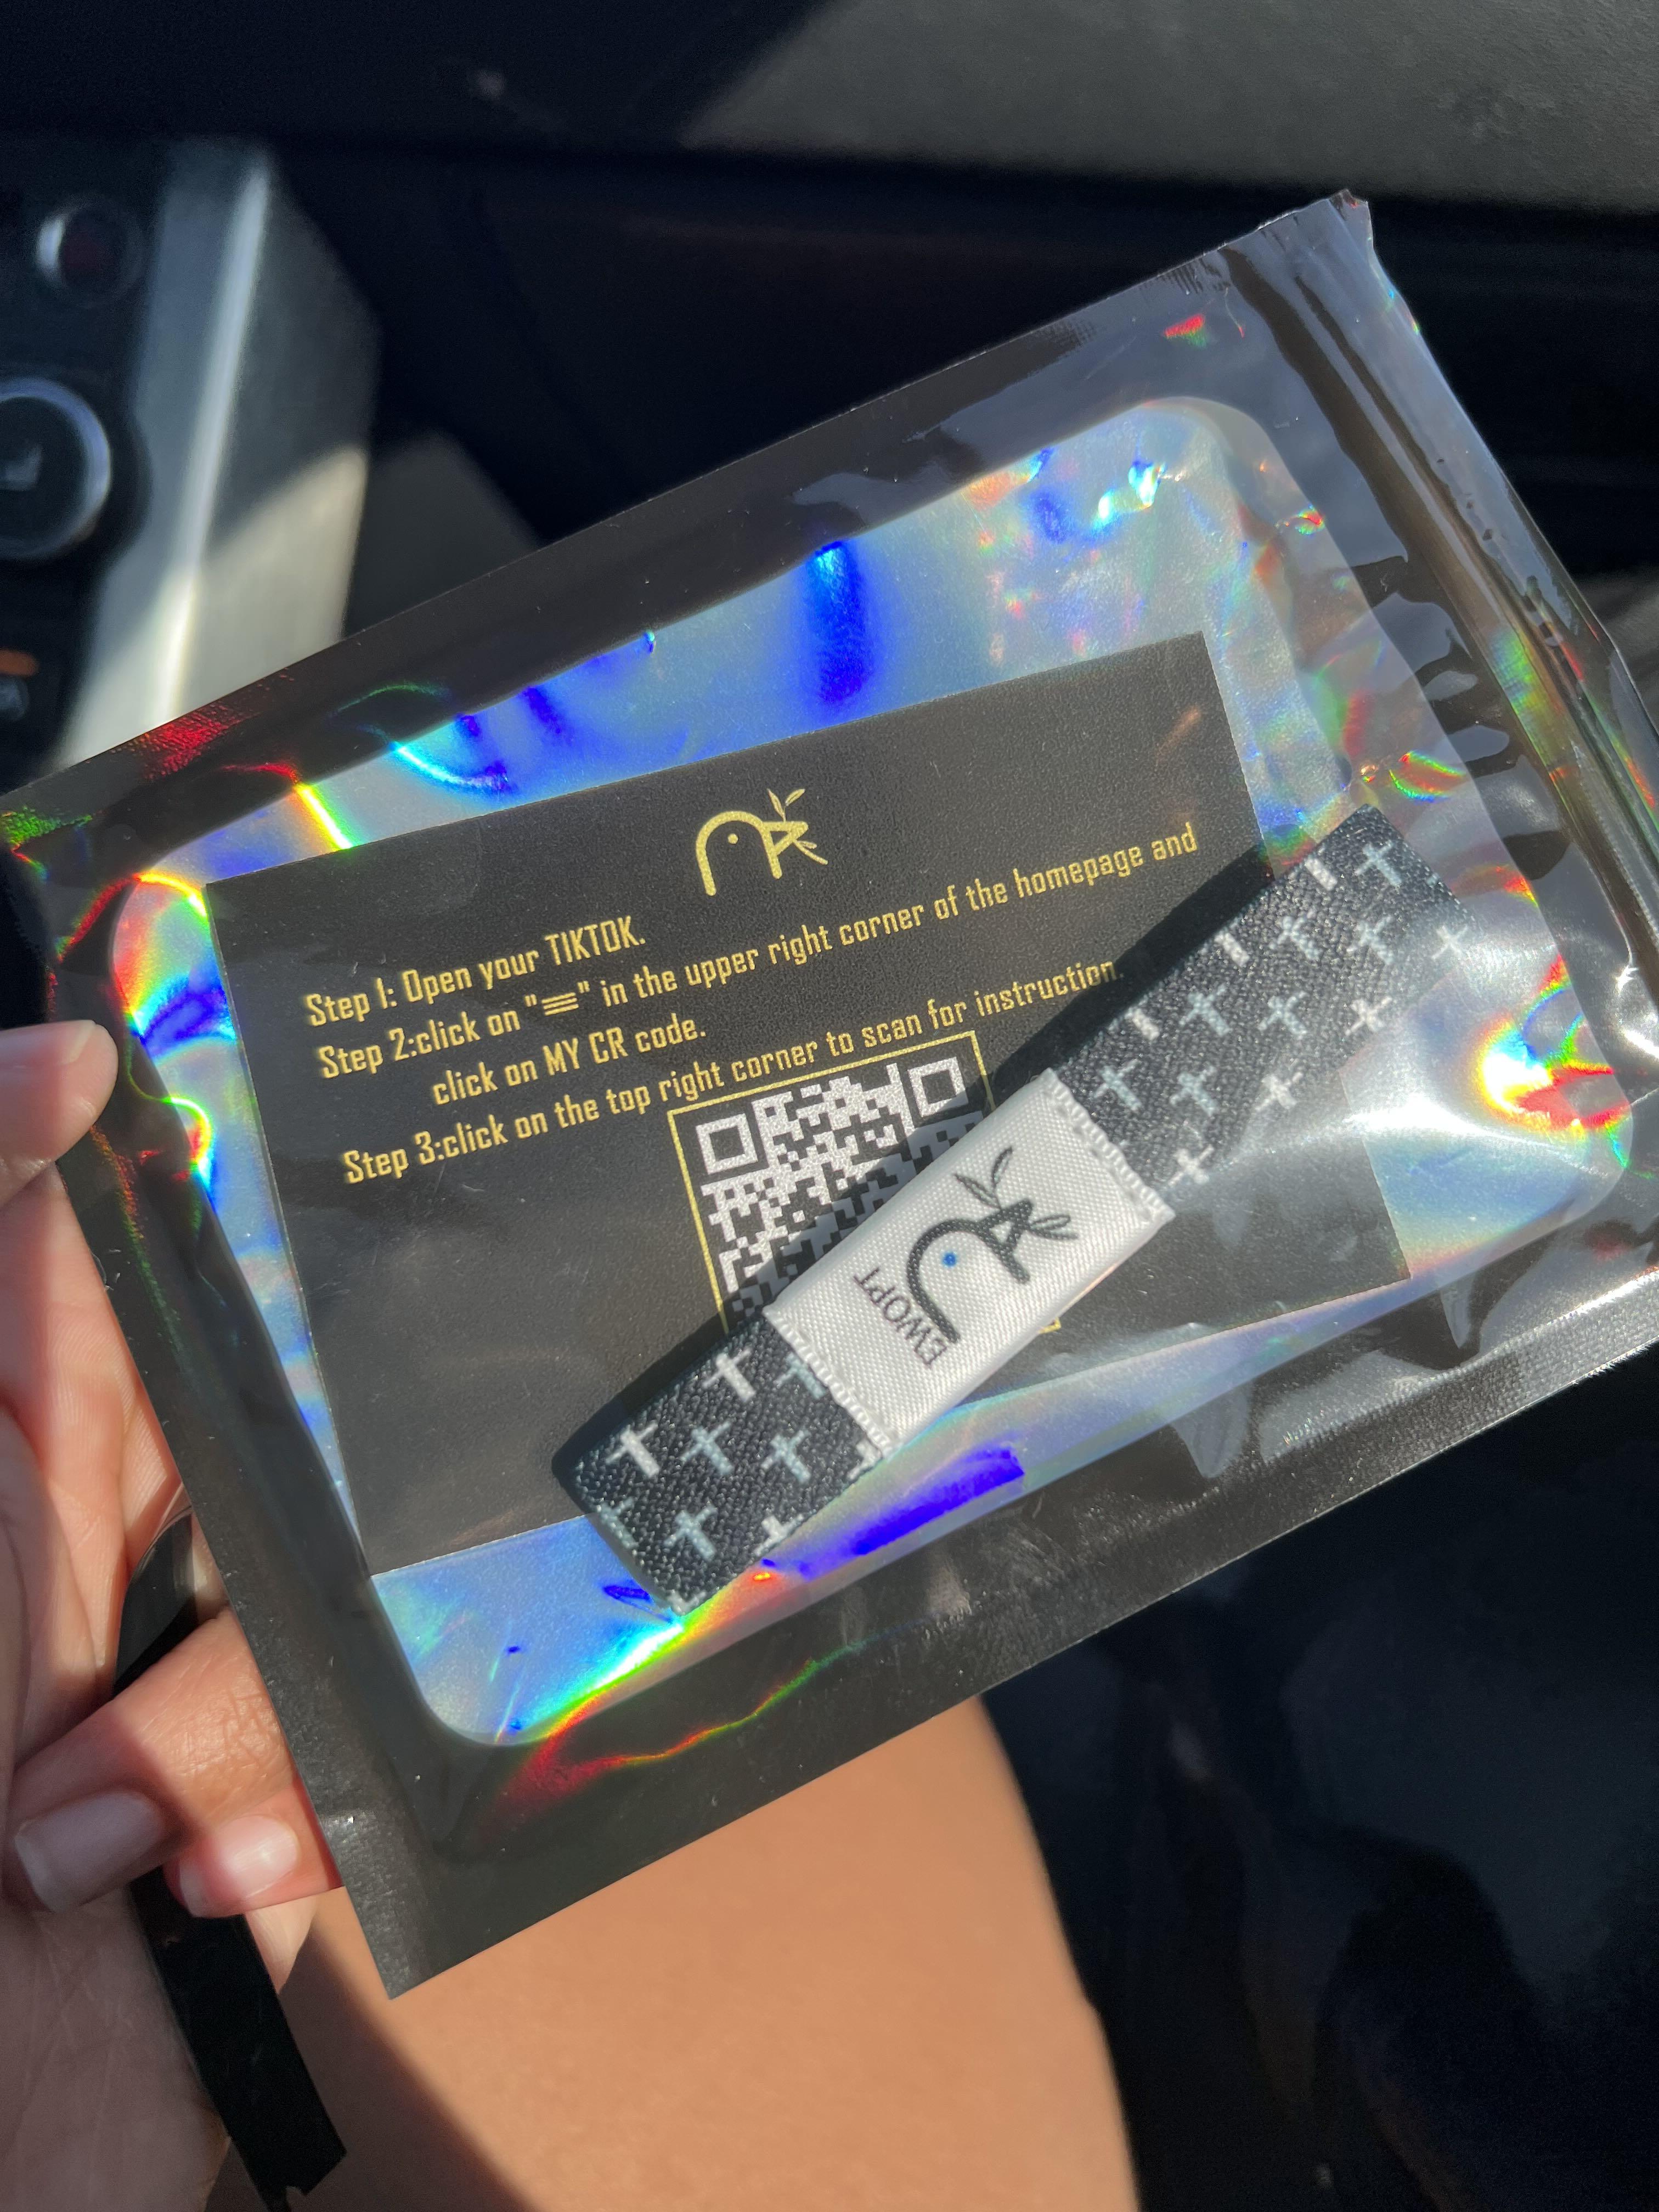 Step 1: Open your TIKTOK.
Step 2:click on "≡" in the upper right corner of the homepage and
click on MY CR code.
Step 3:click on the top right corner to scan for instruction.
EWOPT